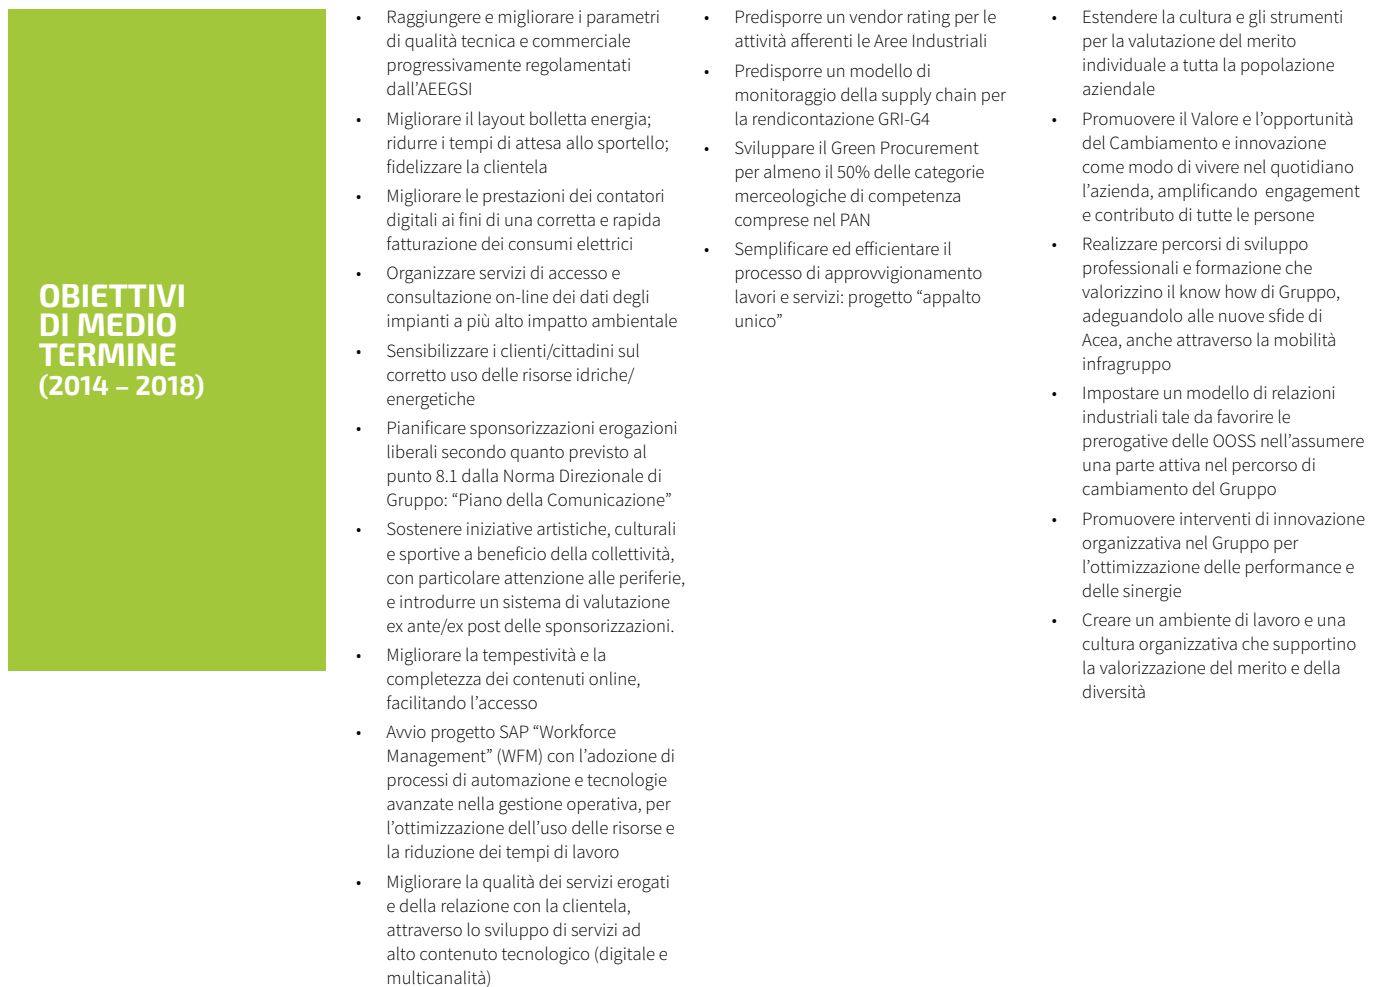 OBIETTIVI
DI MEDIO
TERMINE
(2014 – 2018)
• Raggiungere e migliorare i parametri
di qualità tecnica e commerciale
progressivamente regolamentati
dall’AEEGSI
• Migliorare il layout bolletta energia;
ridurre i tempi di attesa allo sportello;
fidelizzare la clientela
• Migliorare le prestazioni dei contatori
digitali ai fini di una corretta e rapida
fatturazione dei consumi elettrici
• Organizzare servizi di accesso e
consultazione on-line dei dati degli
impianti a più alto impatto ambientale
• Sensibilizzare i clienti/cittadini sul
corretto uso delle risorse idriche/
energetiche
• Pianificare sponsorizzazioni erogazioni
liberali secondo quanto previsto al
punto 8.1 dalla Norma Direzionale di
Gruppo: “Piano della Comunicazione”
• Sostenere iniziative artistiche, culturali
e sportive a beneficio della collettività,
con particolare attenzione alle periferie,
e introdurre un sistema di valutazione
ex ante/ex post delle sponsorizzazioni.
• Migliorare la tempestività e la
completezza dei contenuti online,
facilitando l’accesso
• Avvio progetto SAP “Workforce
Management” (WFM) con l’adozione di
processi di automazione e tecnologie
avanzate nella gestione operativa, per
l’ottimizzazione dell’uso delle risorse e
la riduzione dei tempi di lavoro
• Migliorare la qualità dei servizi erogati
e della relazione con la clientela,
attraverso lo sviluppo di servizi ad
alto contenuto tecnologico (digitale e
multicanalità)
• Predisporre un vendor rating per le
attività afferenti le Aree Industriali
• Predisporre un modello di
monitoraggio della supply chain per
la rendicontazione GRI-G4
• Sviluppare il Green Procurement
per almeno il 50% delle categorie
merceologiche di competenza
comprese nel PAN
• Semplificare ed efficientare il
processo di approvvigionamento
lavori e servizi: progetto “appalto
unico”
• Estendere la cultura e gli strumenti
per la valutazione del merito
individuale a tutta la popolazione
aziendale
• Promuovere il Valore e l’opportunità
del Cambiamento e innovazione
come modo di vivere nel quotidiano
l’azienda, amplificando engagement
e contributo di tutte le persone
• Realizzare percorsi di sviluppo
professionali e formazione che
valorizzino il know how di Gruppo,
adeguandolo alle nuove sfide di
Acea, anche attraverso la mobilità
infragruppo
• Impostare un modello di relazioni
industriali tale da favorire le
prerogative delle OOSS nell’assumere
una parte attiva nel percorso di
cambiamento del Gruppo
• Promuovere interventi di innovazione
organizzativa nel Gruppo per
l’ottimizzazione delle performance e
delle sinergie
• Creare un ambiente di lavoro e una
cultura organizzativa che supportino
la valorizzazione del merito e della
diversità